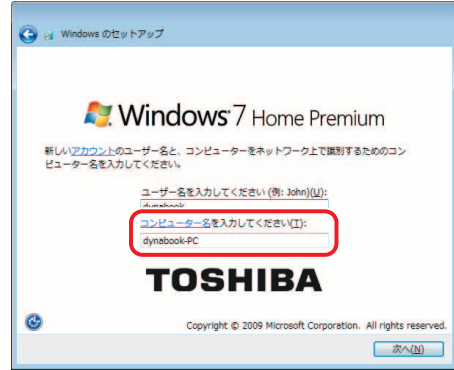 Windows のセットアップ
Windows 7 Home Premium
新しいアカウントのユーザー名と、コンピューターをネットワーク上で識別するためのコン
ピューター名を入力してください。
ユーザー名を入力してください (例: John)(U):
dynabook
コンピューター名を入力してください(T):
dynabook-PC
TOSHIBA
Copyright © 2009 Microsoft Corporation. All rights reserved.
次へ(N)